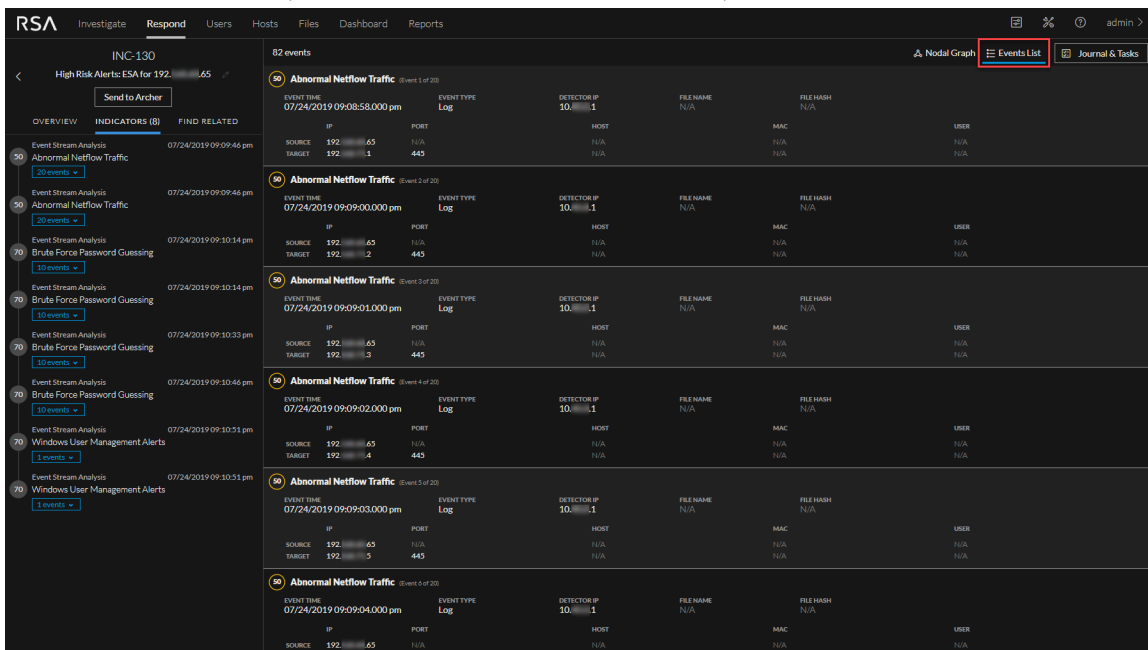 RSA Investigate Respond Users Hosts Files Dashboard Reports admin >
INC-130
High Risk Alerts: ESA for 192. .65
Send to Archer
OVERVIEW INDICATORS (8) FIND RELATED
Event Stream Analysis 07/24/2019 09:09:46 pm
50 Abnormal Netflow Traffic
20 events
Event Stream Analysis 07/24/2019 09:09:46 pm
50 Abnormal Netflow Traffic
20 events
Event Stream Analysis 07/24/2019 09:10:14 pm
70 Brute Force Password Guessing
10 events
Event Stream Analysis 07/24/2019 09:10:14 pm
70 Brute Force Password Guessing
10 events
Event Stream Analysis 07/24/2019 09:10:33 pm
70 Brute Force Password Guessing
10 events
Event Stream Analysis 07/24/2019 09:10:46 pm
70 Brute Force Password Guessing
10 events
Event Stream Analysis 07/24/2019 09:10:51 pm
70 Windows User Management Alerts
1 events
Event Stream Analysis 07/24/2019 09:10:51 pm
70 Windows User Management Alerts
1 events
82 events Nodal Graph Events List Journal & Tasks
50 Abnormal Netflow Traffic (Event 1 of 20)
EVENT TIME EVENT TYPE DETECTOR IP FILE NAME FILE HASH
07/24/2019 09:08:58.000 pm Log 10. .1 N/A N/A
IP PORT HOST MAC USER
SOURCE 192. .65 N/A N/A N/A N/A
TARGET 192. .1 445 N/A N/A N/A
50 Abnormal Netflow Traffic (Event 2 of 20)
EVENT TIME EVENT TYPE DETECTOR IP FILE NAME FILE HASH
07/24/2019 09:09:00.000 pm Log 10. .1 N/A N/A
IP PORT HOST MAC USER
SOURCE 192. .65 N/A N/A N/A N/A
TARGET 192. .2 445 N/A N/A N/A
50 Abnormal Netflow Traffic (Event 3 of 20)
EVENT TIME EVENT TYPE DETECTOR IP FILE NAME FILE HASH
07/24/2019 09:09:01.000 pm Log 10. .1 N/A N/A
IP PORT HOST MAC USER
SOURCE 192. .65 N/A N/A N/A N/A
TARGET 192. .3 445 N/A N/A N/A
50 Abnormal Netflow Traffic (Event 4 of 20)
EVENT TIME EVENT TYPE DETECTOR IP FILE NAME FILE HASH
07/24/2019 09:09:02.000 pm Log 10. .1 N/A N/A
IP PORT HOST MAC USER
SOURCE 192. .65 N/A N/A N/A N/A
TARGET 192. .4 445 N/A N/A N/A
50 Abnormal Netflow Traffic (Event 5 of 20)
EVENT TIME EVENT TYPE DETECTOR IP FILE NAME FILE HASH
07/24/2019 09:09:03.000 pm Log 10. .1 N/A N/A
IP PORT HOST MAC USER
SOURCE 192. .65 N/A N/A N/A N/A
TARGET 192. .5 445 N/A N/A N/A
50 Abnormal Netflow Traffic (Event 6 of 20)
EVENT TIME EVENT TYPE DETECTOR IP FILE NAME FILE HASH
07/24/2019 09:09:04.000 pm Log 10. .1 N/A N/A
IP PORT HOST MAC USER
SOURCE 192. .65 N/A N/A N/A N/A